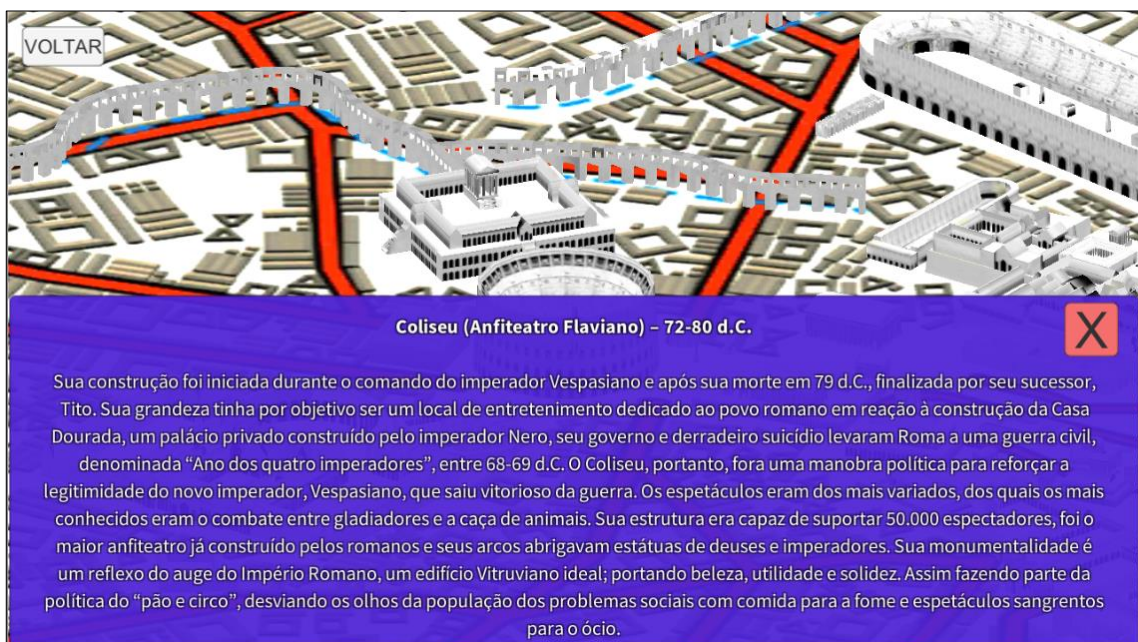 VOLTAR
Coliseu (Anfiteatro Flaviano) – 72-80 d.C.
X
Sua construção foi iniciada durante o comando do imperador Vespasiano e após sua morte em 79 d.C., finalizada por seu sucessor,
Tito. Sua grandeza tinha por objetivo ser um local de entretenimento dedicado ao povo romano em reação à construção da Casa
Dourada, um palácio privado construído pelo imperador Nero, seu governo e derradeiro suicídio levaram Roma a uma guerra civil,
denominada “Ano dos quatro imperadores”, entre 68-69 d.C. O Coliseu, portanto, fora uma manobra política para reforçar a
legitimidade do novo imperador, Vespasiano, que saiu vitorioso da guerra. Os espetáculos eram dos mais variados, dos quais os mais
conhecidos eram o combate entre gladiadores e a caça de animais. Sua estrutura era capaz de suportar 50.000 espectadores, foi o
maior anfiteatro já construído pelos romanos e seus arcos abrigavam estátuas de deuses e imperadores. Sua monumentalidade é
um reflexo do auge do Império Romano, um edifício Vitruviano ideal; portando beleza, utilidade e solidez. Assim fazendo parte da
política do “pão e circo”, desviando os olhos da população dos problemas sociais com comida para a fome e espetáculos sangrentos
para o ócio.